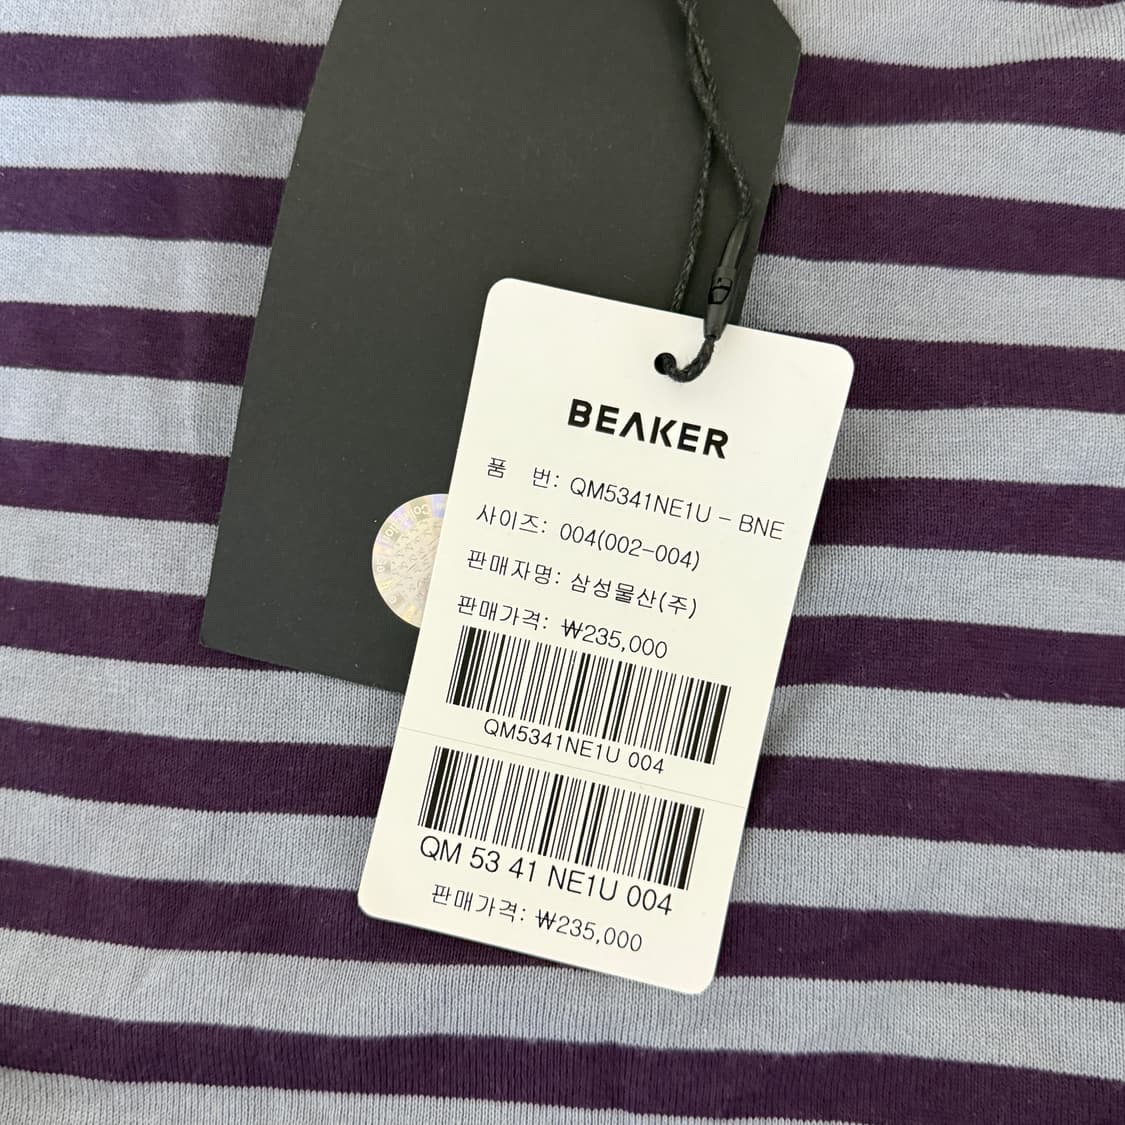 BEAKER
품 번: QM5341NE1U - BNE
사이즈: 004(002-004)
판매자명: 삼성물산(주)
판매가격: ₩235,000
QM5341NE1U 004
QM 53 41 NE1U 004
판매가격: ₩235,000